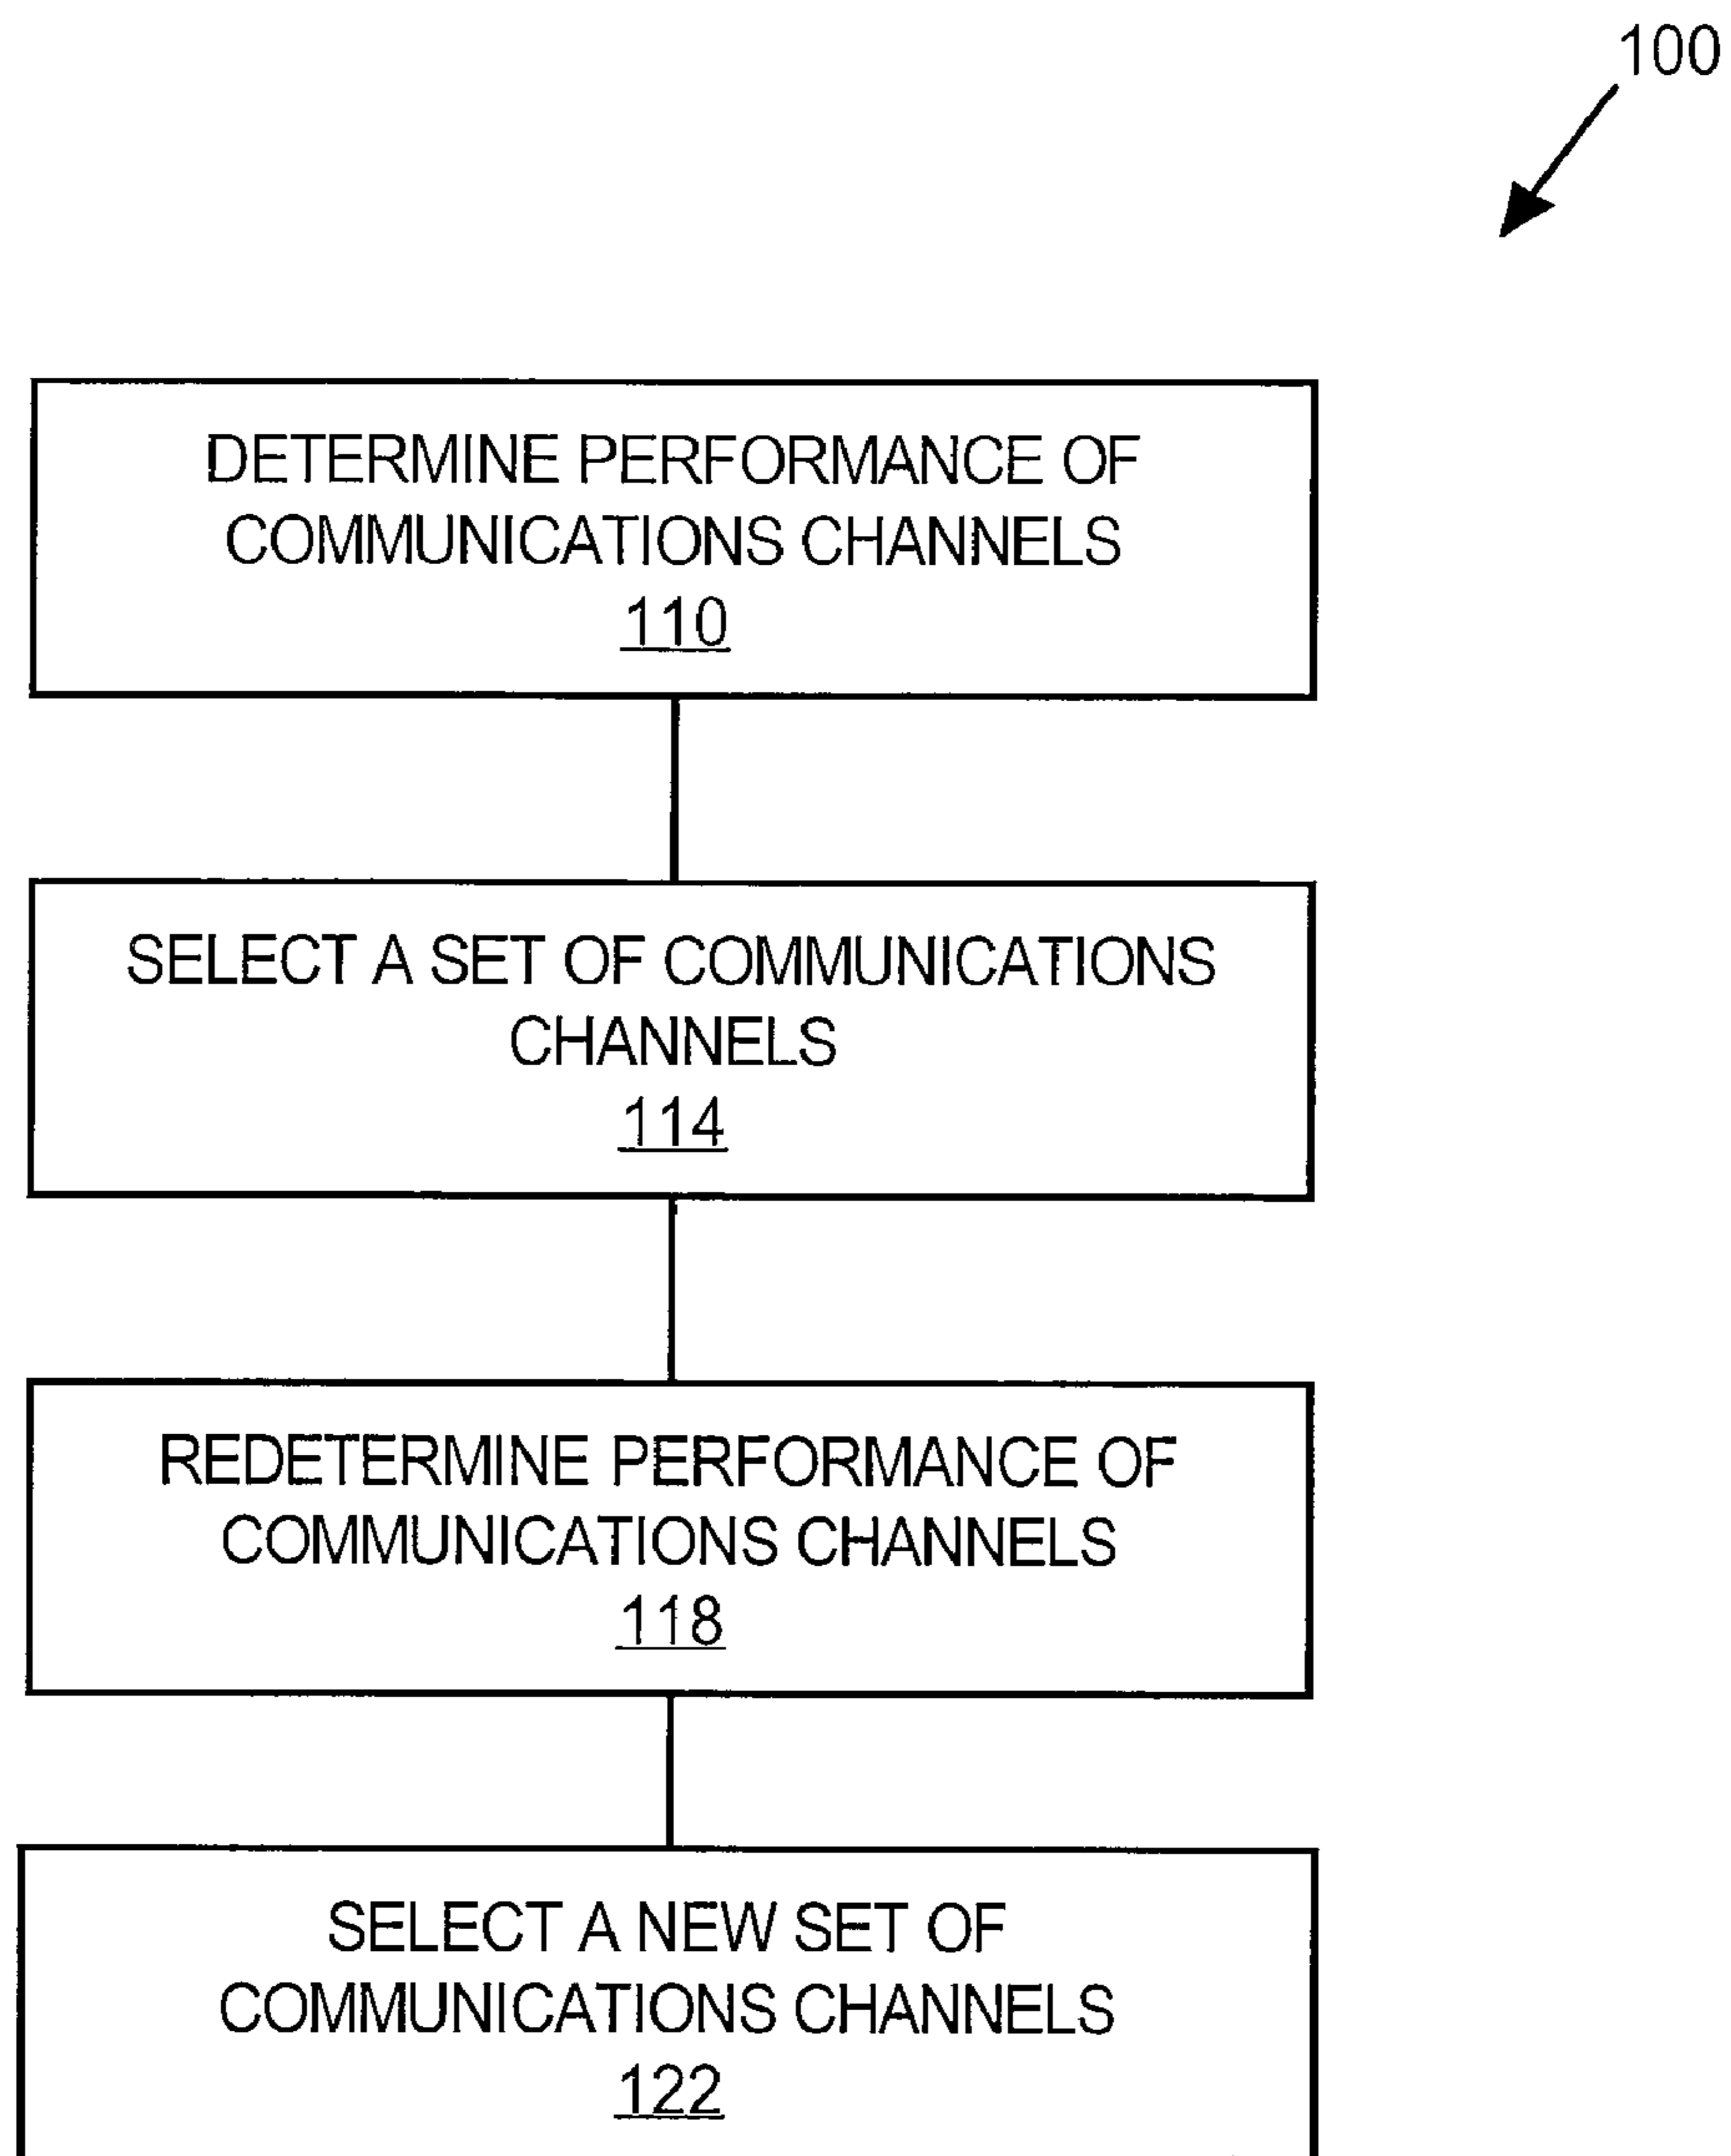 100
DETERMINE PERFORMANCE OF
COMMUNICATIONS CHANNELS
110
SELECT A SET OF COMMUNICATIONS
CHANNELS
114
REDETERMINE PERFORMANCE OF
COMMUNICATIONS CHANNELS
118
SELECT A NEW SET OF
COMMUNICATIONS CHANNELS
122